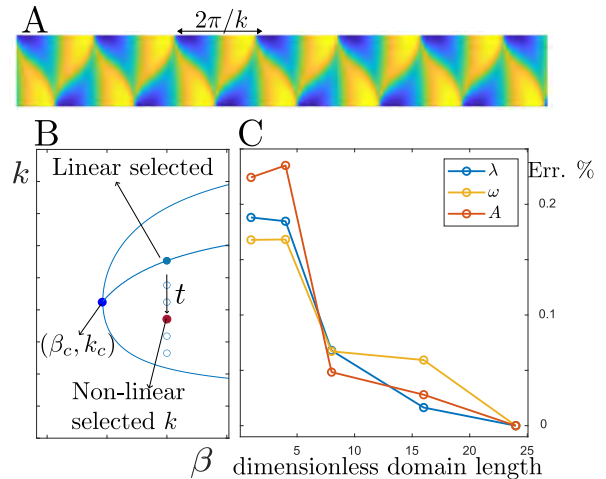 A
2π/k
B
k
Linear selected
t
(β_c, k_c)
Non-linear
selected k
β
C
λ
ω
A
Err. %
0.2
0.1
0
5
10
15
20
25
dimensionless domain length